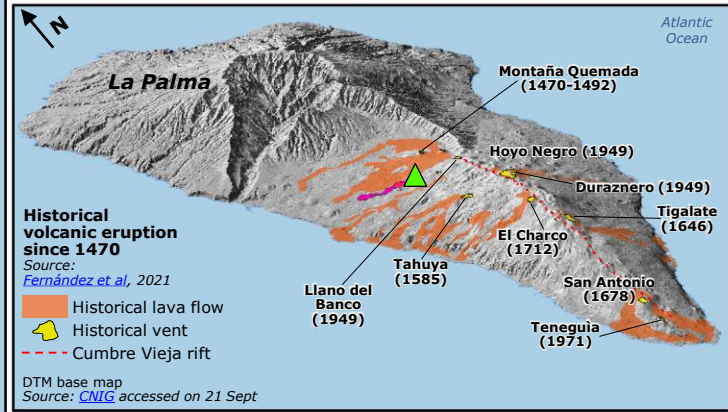 N
Atlantic
Ocean
La Palma
Montaña Quemada
(1470-1492)
Hoyo Negro (1949)
Duraznero (1949)
Tigalate
(1646)
El Charco
(1712)
Tahuya
(1585)
San Antonio
(1678)
Llano del
Banco
(1949)
Teneguìa
(1971)
Historical
volcanic eruption
since 1470
Source:
Fernández et al, 2021
Historical lava flow
Historical vent
Cumbre Vieja rift
DTM base map
Source: CNIG accessed on 21 Sept